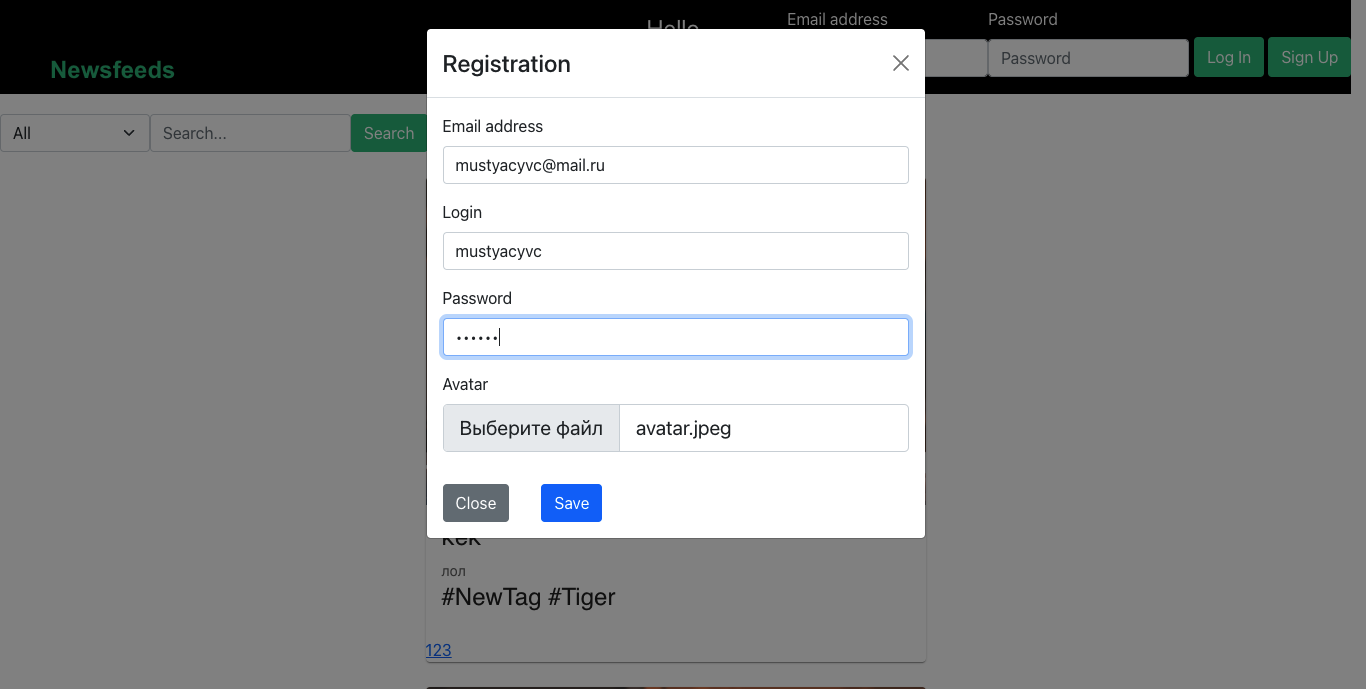 Hello
Email address
Password
Newsfeeds
Password
Log In
Sign Up
All
Search...
Search
Registration
Email address
mustyacyvc@mail.ru
Login
mustyacyvc
Password
••••••
Avatar
Выберите файл
avatar.jpeg
Close
Save
кек
лол
#NewTag #Tiger
123